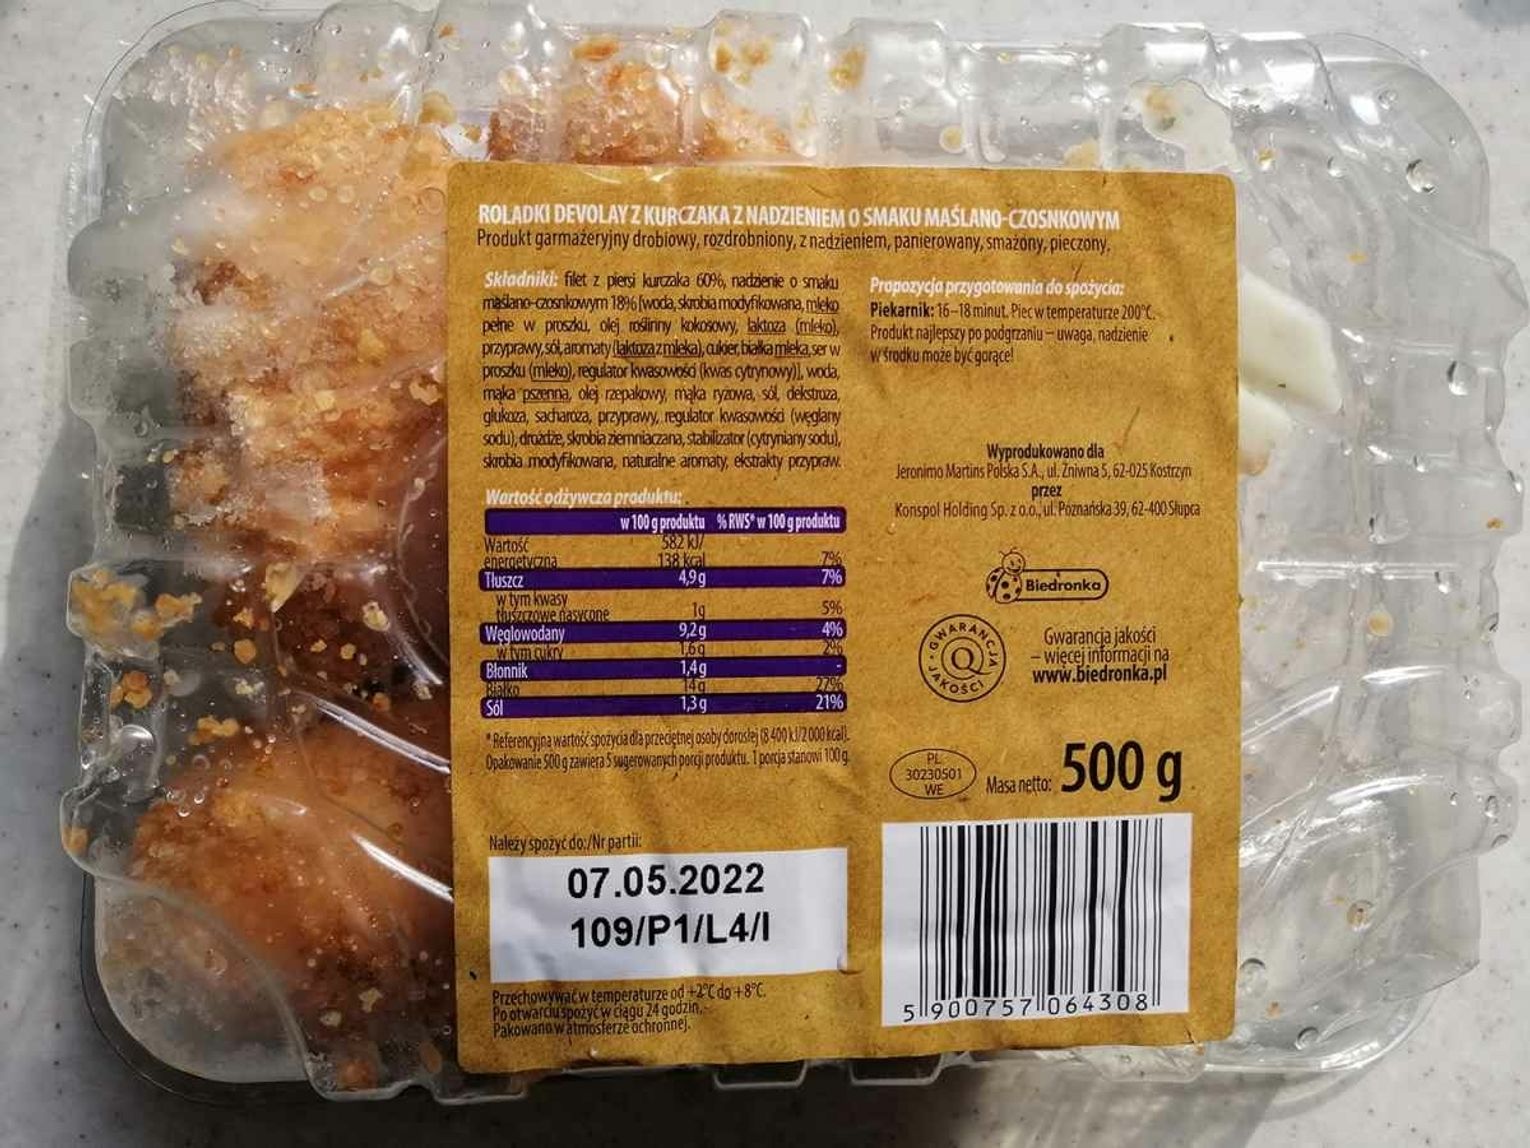 ROLADKI DEVOLAY Z KURCZAKA Z NADZIENIEM O SMAKU MAŚLANO-CZOSNKOWYM
Produkt garmażeryjny drobiowy, rozdrobniony, z nadzieniem, panierowany, smażony, pieczony.
Składniki: filet z piersi kurczaka 60%, nadzienie o smaku
maślano-czosnkowym 18% [woda, skrobia modyfikowana, mleko
pełne w proszku, olej roślinny kokosowy, laktoza (mleko),
przyprawy, sól, aromaty (laktoza z mleka), cukier, białka mleka, ser w
proszku (mleko), regulator kwasowości (kwas cytrynowy)], woda,
mąka pszenna, olej rzepakowy, mąka ryżowa, sól, dekstroza,
glukoza, sacharoza, przyprawy, regulator kwasowości (węglany
sodu), drożdże, skrobia ziemniaczana, stabilizator (cytryniany sodu),
skrobia modyfikowana, naturalne aromaty, ekstrakty przypraw.
Wartość odżywcza produktu:
w 100 g produktu % RWS* w 100 g produktu
Wartość 582 kJ/
energetyczna 138 kcal 7%
Tłuszcz 4,9 g 7%
w tym kwasy
tłuszczowe nasycone 1g 5%
Węglowodany 9,2 g 4%
w tym cukry 1,6 g 2%
Błonnik 1,4 g -
Białko 14 g 27%
Sól 1,3 g 21%
* Referencyjna wartość spożycia dla przeciętnej osoby dorosłej (8 400 kJ/2 000 kcal).
Opakowanie 500 g zawiera 5 sugerowanych porcji produktu. 1 porcja stanowi 100 g.
Należy spożyć do:/Nr partii:
07.05.2022
109/P1/L4/I
Przechowywać w temperaturze od +2°C do +8°C.
Po otwarciu spożyć w ciągu 24 godzin.
Pakowano w atmosferze ochronnej.
Propozycja przygotowania do spożycia:
Piekarnik: 16–18 minut. Piec w temperaturze 200°C.
Produkt najlepszy po podgrzaniu – uwaga, nadzienie
w środku może być gorące!
Wyprodukowano dla
Jeronimo Martins Polska S.A., ul. Żniwna 5, 62-025 Kostrzyn
przez
Konspol Holding Sp. z o.o., ul. Poznańska 39, 62-400 Słupca
Biedronka
GWARANCJA JAKOŚCI
Q
Gwarancja jakości
– więcej informacji na
www.biedronka.pl
PL
30230501
WE
Masa netto: 500 g
5 900757 064308